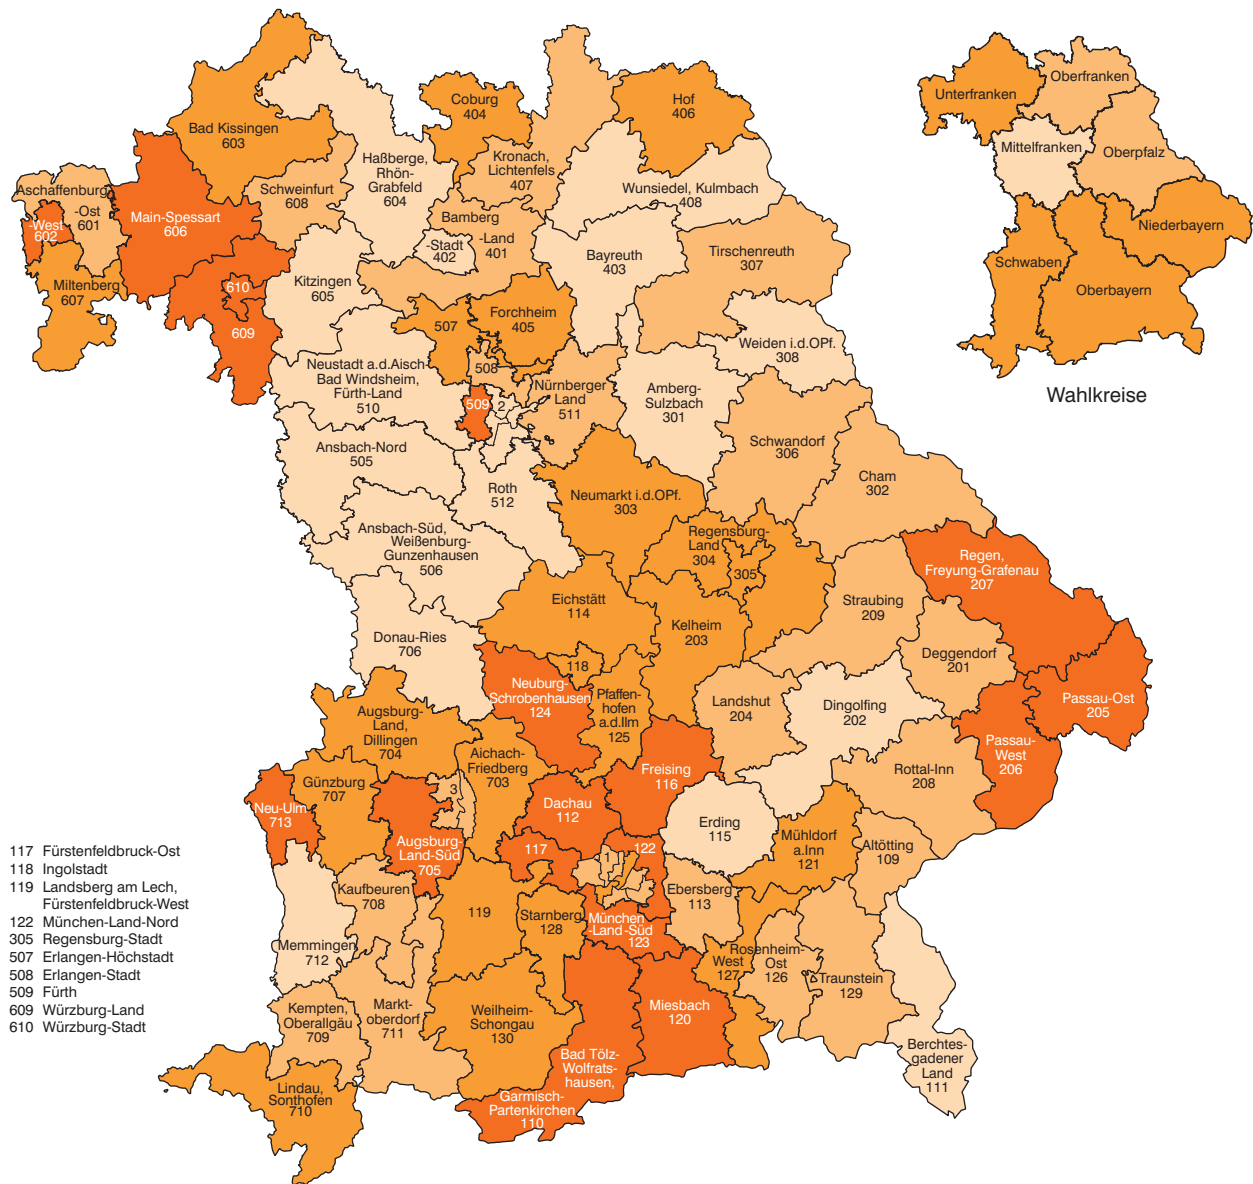 Coburg
404
Hof
406
Bad Kissingen
603
Haßberge,
Rhön-
Grabfeld
604
Kronach,
Lichtenfels
407
Wunsiedel, Kulmbach
408
Aschaffenburg
-Ost
601
-West
602
Main-Spessart
606
Schweinfurt
608
Bamberg
-Land
401
-Stadt
402
Bayreuth
403
Tirschenreuth
307
Miltenberg
607
610
609
Kitzingen
605
507
Forchheim
405
Weiden i.d.OPf.
308
Neustadt a.d.Aisch-
Bad Windsheim,
Fürth-Land
510
508
509
2
Nürnberger
Land
511
Amberg-
Sulzbach
301
Schwandorf
306
Ansbach-Nord
505
Roth
512
Neumarkt i.d.OPf.
303
Cham
302
Ansbach-Süd,
Weißenburg-
Gunzenhausen
506
Regensburg-
Land
304
305
Regen,
Freyung-Grafenau
207
Eichstätt
114
Kelheim
203
Straubing
209
Donau-Ries
706
118
Deggendorf
201
Neuburg-
Schrobenhausen
124
Pfaffen-
hofen
a.d.Ilm
125
Landshut
204
Dingolfing
202
Passau-Ost
205
Passau-
West
206
Augsburg-
Land,
Dillingen
704
Aichach-
Friedberg
703
Freising
116
Rottal-Inn
208
Günzburg
707
Neu-Ulm
713
3
Dachau
112
Erding
115
Mühldorf
a.Inn
121
Altötting
109
Augsburg-
Land-Süd
705
117
1
122
Ebersberg
113
Kaufbeuren
708
119
Starnberg
128
München
-Land-Süd
123
Memmingen
712
Rosenheim-
West
127
Ost
126
Traunstein
129
Kempten,
Oberallgäu
709
Markt-
oberdorf
711
Weilheim-
Schongau
130
Miesbach
120
Berchtes-
gadener
Land
111
Bad Tölz-
Wolfrats-
hausen,
Garmisch-
Partenkirchen
110
Lindau,
Sonthofen
710
Unterfranken
Oberfranken
Mittelfranken
Oberpfalz
Niederbayern
Schwaben
Oberbayern
Wahlkreise
117 Fürstenfeldbruck-Ost
118 Ingolstadt
119 Landsberg am Lech,
Fürstenfeldbruck-West
122 München-Land-Nord
305 Regensburg-Stadt
507 Erlangen-Höchstadt
508 Erlangen-Stadt
509 Fürth
609 Würzburg-Land
610 Würzburg-Stadt